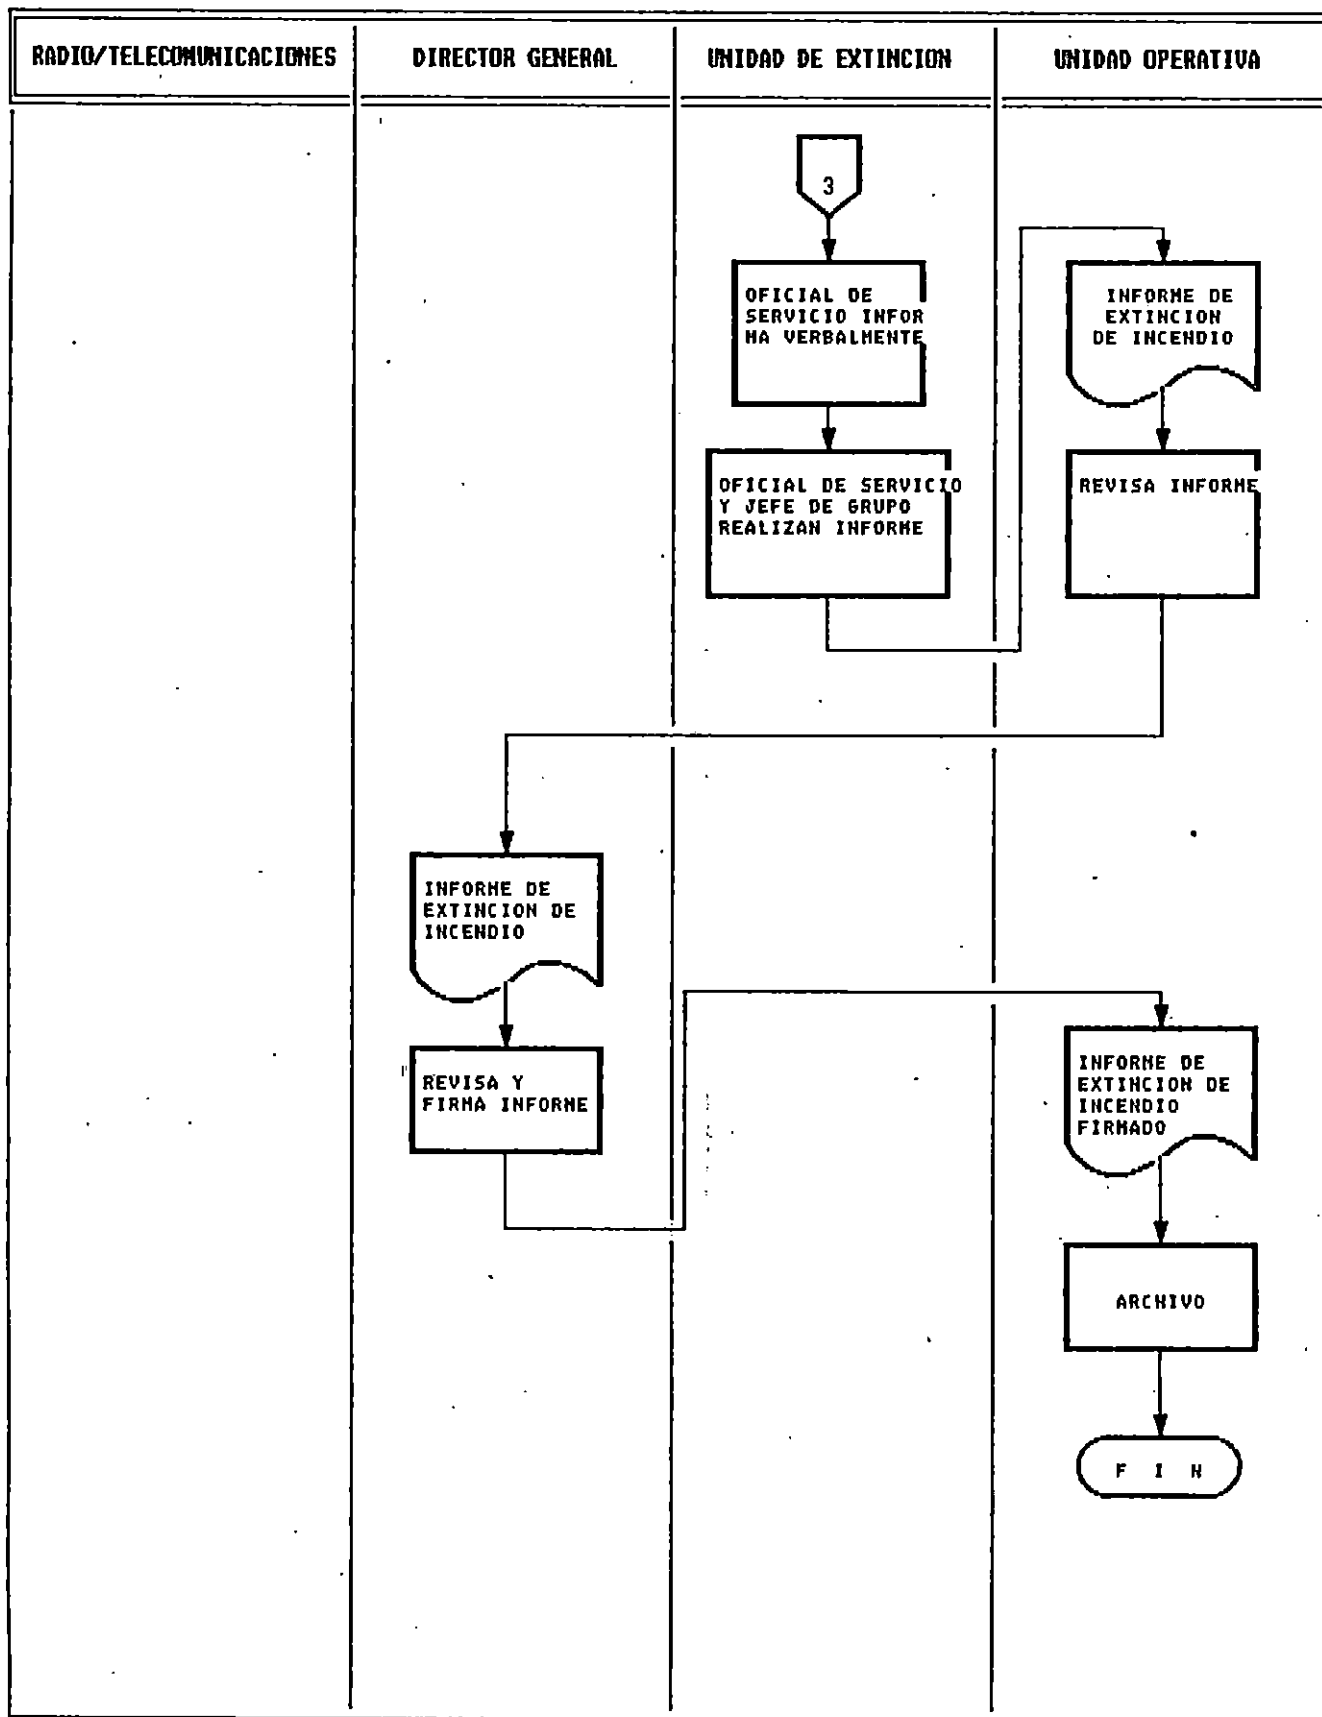 RADIO/TELECOMUNICACIONES
DIRECTOR GENERAL
UNIDAD DE EXTINCION
UNIDAD OPERATIVA
3
OFICIAL DE
SERVICIO INFOR
MA VERBALMENTE
OFICIAL DE SERVICIO
Y JEFE DE GRUPO
REALIZAN INFORME
INFORME DE
EXTINCION
DE INCENDIO
REVISA INFORME
INFORME DE
EXTINCION DE
INCENDIO
REVISA Y
FIRMA INFORME
INFORME DE
EXTINCION DE
INCENDIO
FIRMADO
ARCHIVO
F I N